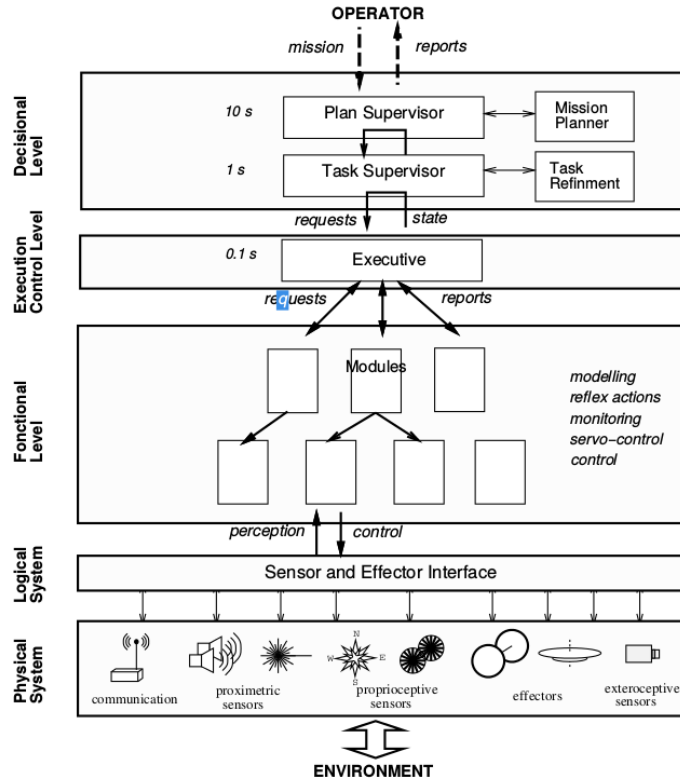 OPERATOR
mission
reports
Decisional
Level
10 s
Plan Supervisor
Mission
Planner
1 s
Task Supervisor
Task
Refinment
requests
state
Execution
Control Level
0.1 s
Executive
requests
reports
Fonctional
Level
Modules
modelling
reflex actions
monitoring
servo-control
control
perception
control
Logical
System
Sensor and Effector Interface
Physical
System
N
W
E
S
communication
proximetric
sensors
proprioceptive
sensors
effectors
exteroceptive
sensors
ENVIRONMENT